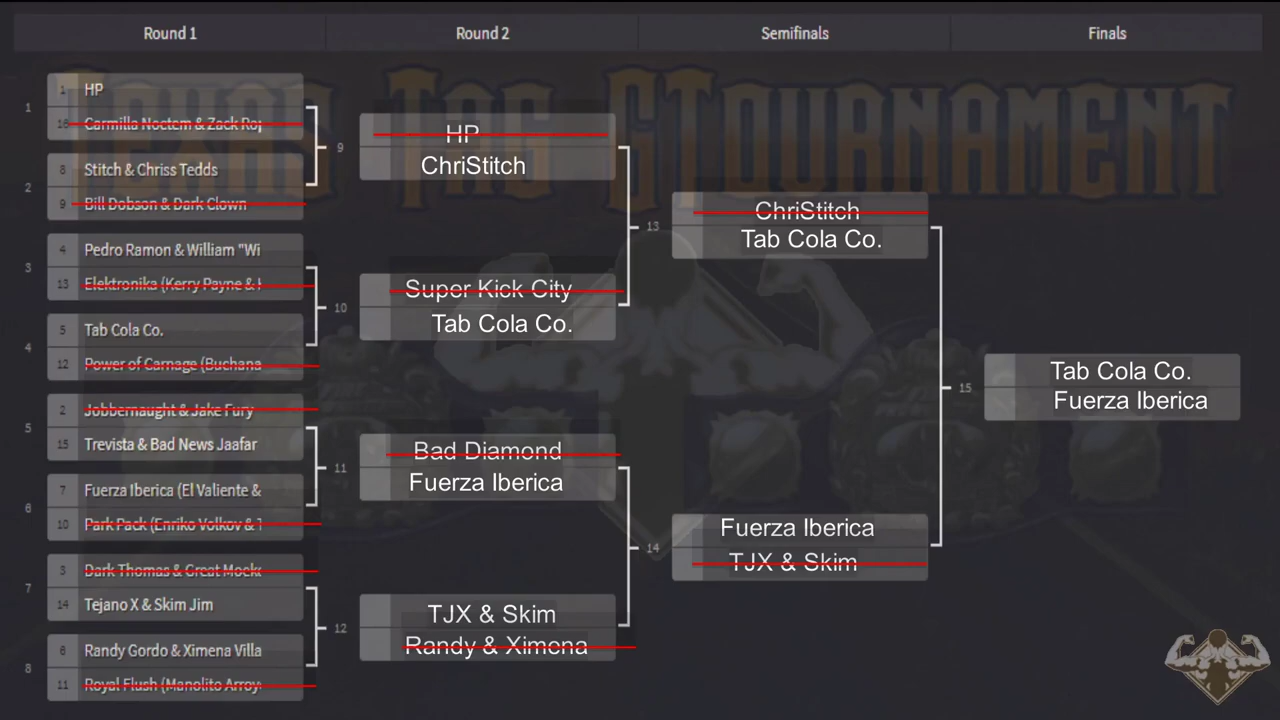 Round 1
Round 2
Semifinals
Finals
Texas Tag GTournament
1
1 HP
16 Carmilla Noctem & Zack Ra
2
8 Stitch & Chriss Tedds
9 Bill Dobson & Dark Clown
3
4 Pedro Ramon & William "Wi
13 Elektronika (Kerry Payne &
4
5 Tab Cola Co.
12 Power of Carnage (Buchana
5
2 Jobbernaught & Jake Fury
15 Trevista & Bad News Jaafar
6
7 Fuerza Iberica (El Valiente &
10 Park Pack (Enriko Volkov &
7
3 Dark Thomas & Great Mock
14 Tejano X & Skim Jim
8
6 Randy Gordo & Ximena Villa
11 Royal Flush (Manolito Arroy
9
HP
ChriStitch
10
Super Kick City
Tab Cola Co.
11
Bad Diamond
Fuerza Iberica
12
TJX & Skim
Randy & Ximena
13
ChriStitch
Tab Cola Co.
14
Fuerza Iberica
TJX & Skim
15
Tab Cola Co.
Fuerza Iberica